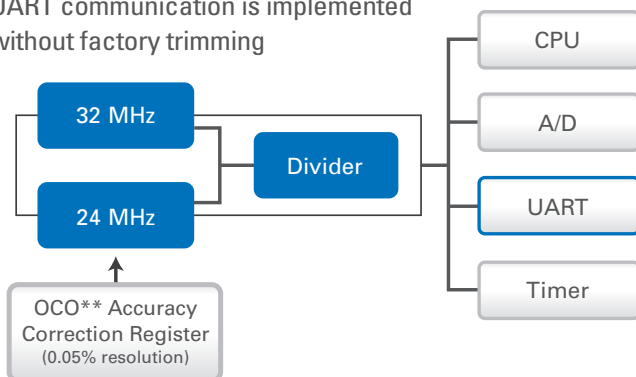 UART communication is implemented
without factory trimming
32 MHz
24 MHz
Divider
CPU
A/D
UART
Timer
OCO** Accuracy
Correction Register
(0.05% resolution)